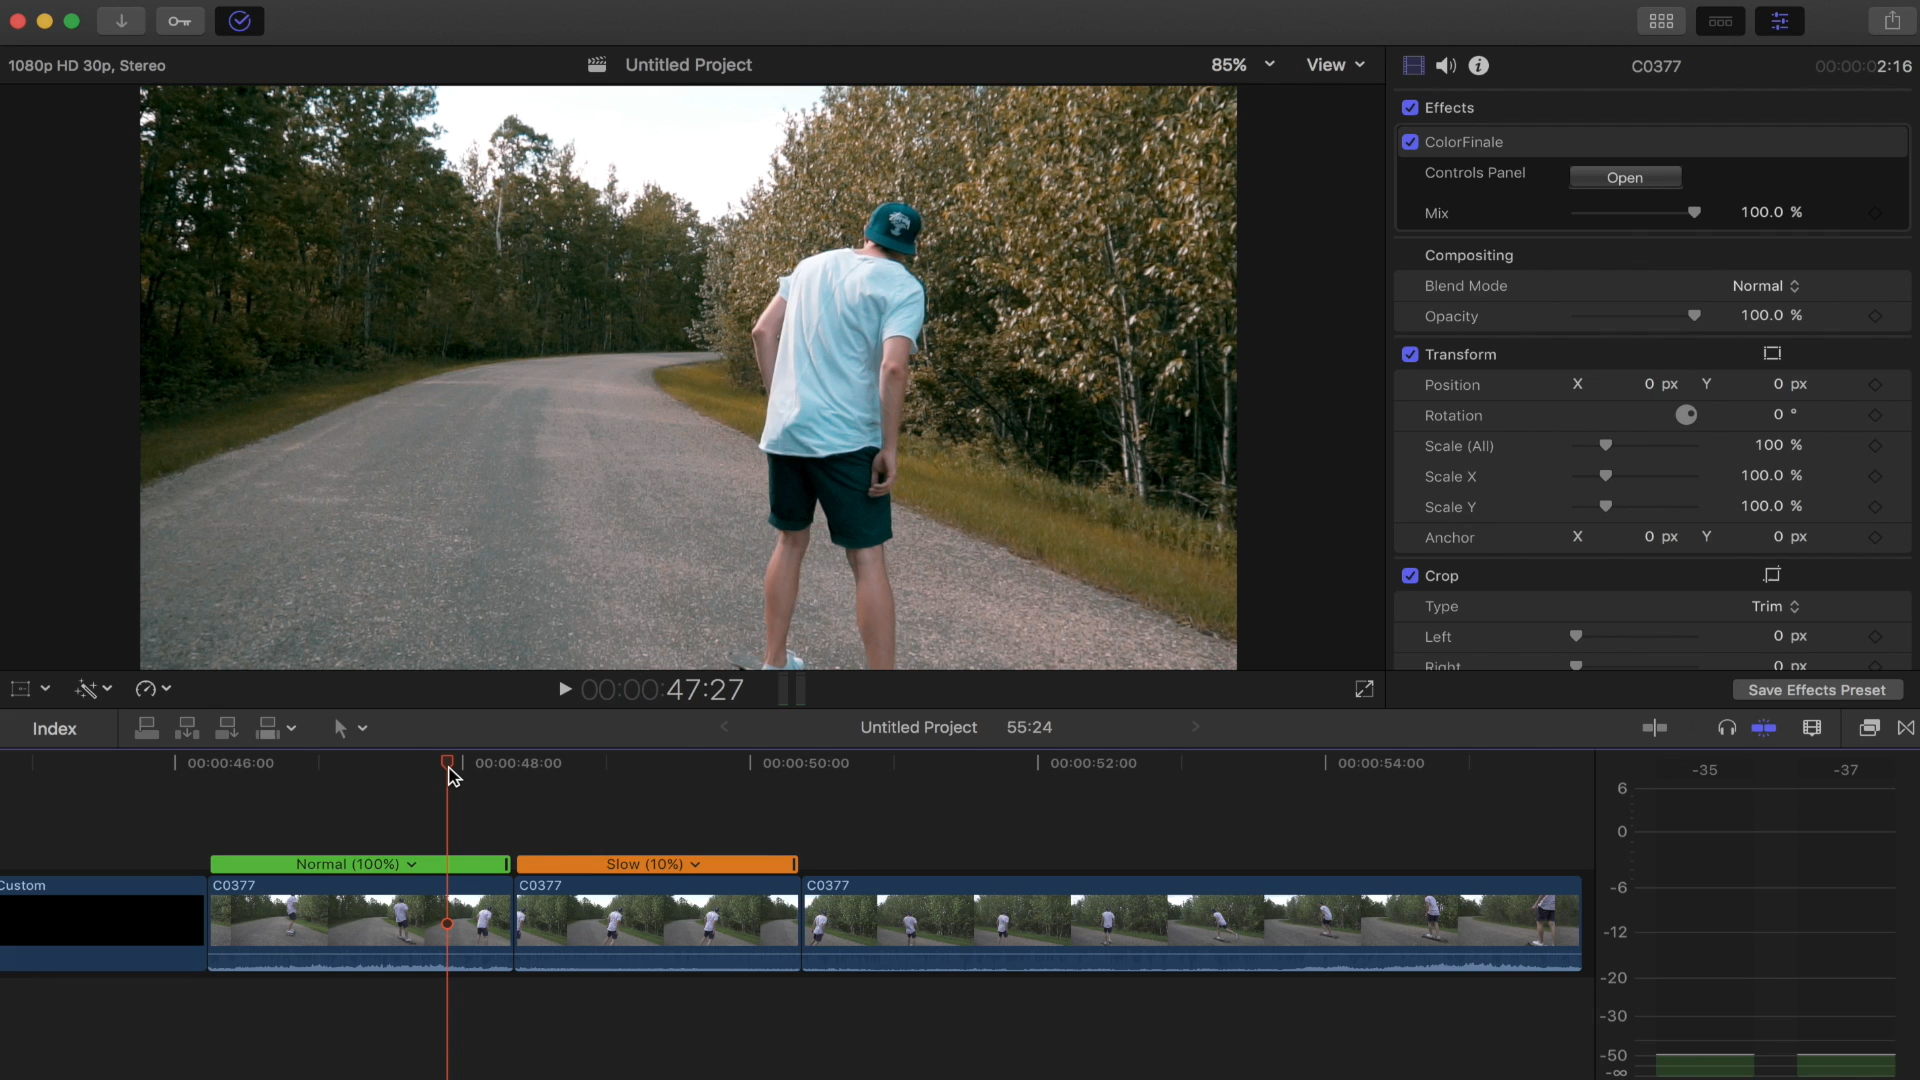 1080p HD 30p, Stereo
Untitled Project
85%
View
C0377
00:00:02:16
Effects
ColorFinale
Controls Panel
Open
Mix
100.0 %
Compositing
Blend Mode
Normal
Opacity
100.0 %
Transform
Position
X
0 px
Y
0 px
Rotation
0 °
Scale (All)
100 %
Scale X
100.0 %
Scale Y
100.0 %
Anchor
X
0 px
Y
0 px
Crop
Type
Trim
Left
0 px
Right
0 px
00:00:47:27
Save Effects Preset
Index
Untitled Project
55:24
00:00:46:00
00:00:48:00
00:00:50:00
00:00:52:00
00:00:54:00
-35
-37
6
0
-6
-12
-20
-30
-50
-∞
Normal (100%)
Slow (10%)
Custom
C0377
C0377
C0377